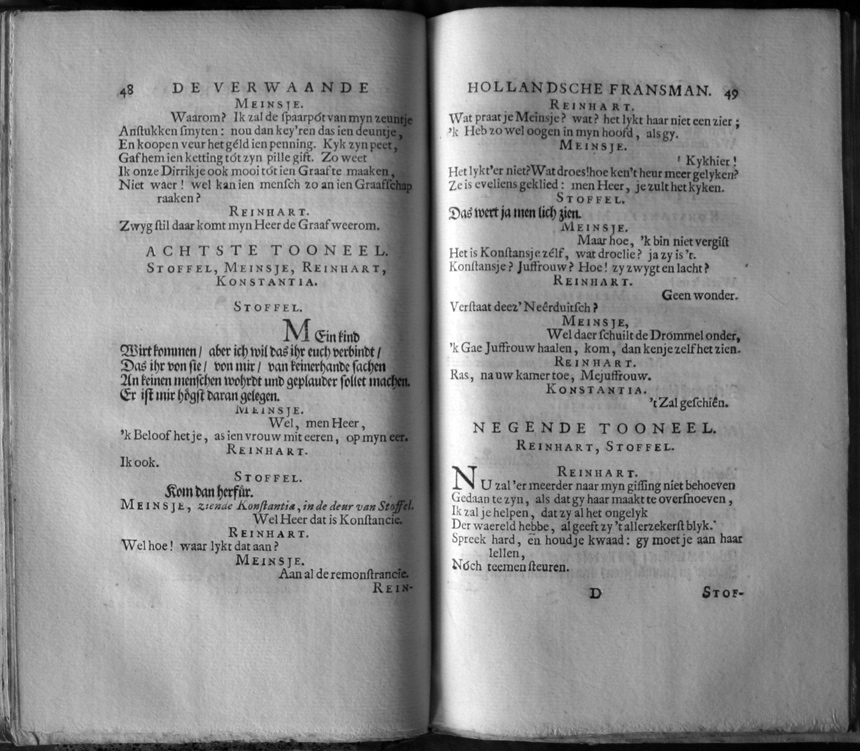 48 DE VERWAANDE
MEINSJE.
Waarom? Ik zal de ſpaarpót van myn zeuntje
Anſtukken ſmyten: nou dan key'ren das ien deuntje,
En koopen veur het géld ien penning. Kyk zyn peet,
Gaf hem ien ketting tót zyn pille gift. Zo weet
Ik onze Dirrikje ook mooi tót ien Graaf te maaken,
Niet waer! wel kan ien menſch zo an ien Graaffchap
raaken?
REINHART.
Zwyg ſtil daar komt myn Heer de Graaf weerom.
ACHTSTE TOONEEL.
STOFFEL, MEINSJE, REINHART,
KONSTANTIA.
STOFFEL.
MEin kind
Wirt kommen/ aber ich wil das ihr euch verbindt/
Das ihr von ſie/ von mir/ van keinerhande ſachen
An keinen menſchen wohrdt und geplauder ſollet machen.
Er iſt mir högſt daran gelegen.
MEINSJE.
Wel, men Heer,
'k Beloof het je, as ien vrouw mit eeren, op myn eer.
REINHART.
Ik ook.
STOFFEL.
Kom dan herfür.
MEINSJE, ziende Konſtantia, in de deur van Stoffel.
Wel Heer dat is Konſtancie.
REINHART.
Wel hoe! waar lykt dat aan?
MEINSJE.
Aan al de remonſtrancie.
REIN-
HOLLANDSCHE FRANSMAN. 49
REINHART.
Wat praat je Meinsje? wat? het lykt haar niet een zier;
'k Heb zo wel oogen in myn hoofd, als gy.
MEINSJE.
! Kyk hier!
Het lykt'er niet? Wat droes! hoe ken't heur meer gelyken?
Ze is eveliens geklied: men Heer, je zult het kyken.
STOFFEL.
Das wert ja men lich zien.
MEINSJE.
Maar hoe, 'k bin niet vergiſt
Het is Konſtansje zélf, wat droelie? ja zy is 't.
Konſtansje? Juffrouw? Hoe! zy zwygt en lacht?
REINHART.
Geen wonder.
Verſtaat deez' Neêrduitſch?
MEINSJE,
Wel daer ſchuilt de Drommel onder,
'k Gae Juffrouw haalen, kom, dan kenje zelf het zien.
REINHART.
Ras, na uw kamer toe, Mejuffrouw.
KONSTANTIA.
't Zal geſchiên.
NEGENDE TOONEEL.
REINHART, STOFFEL.
REINHART.
NU zal 'er meerder naar myn giſſing niet behoeven
Gedaan te zyn, als dat gy haar maakt te overſnoeven,
Ik zal je helpen, dat zy al het ongelyk
Der waereld hebbe, al geeft zy 't allerzekerſt blyk.
Spreek hard, en houd je kwaad: gy moet je aan haar
lellen,
Nóch teemen ſteuren.
D STOF-